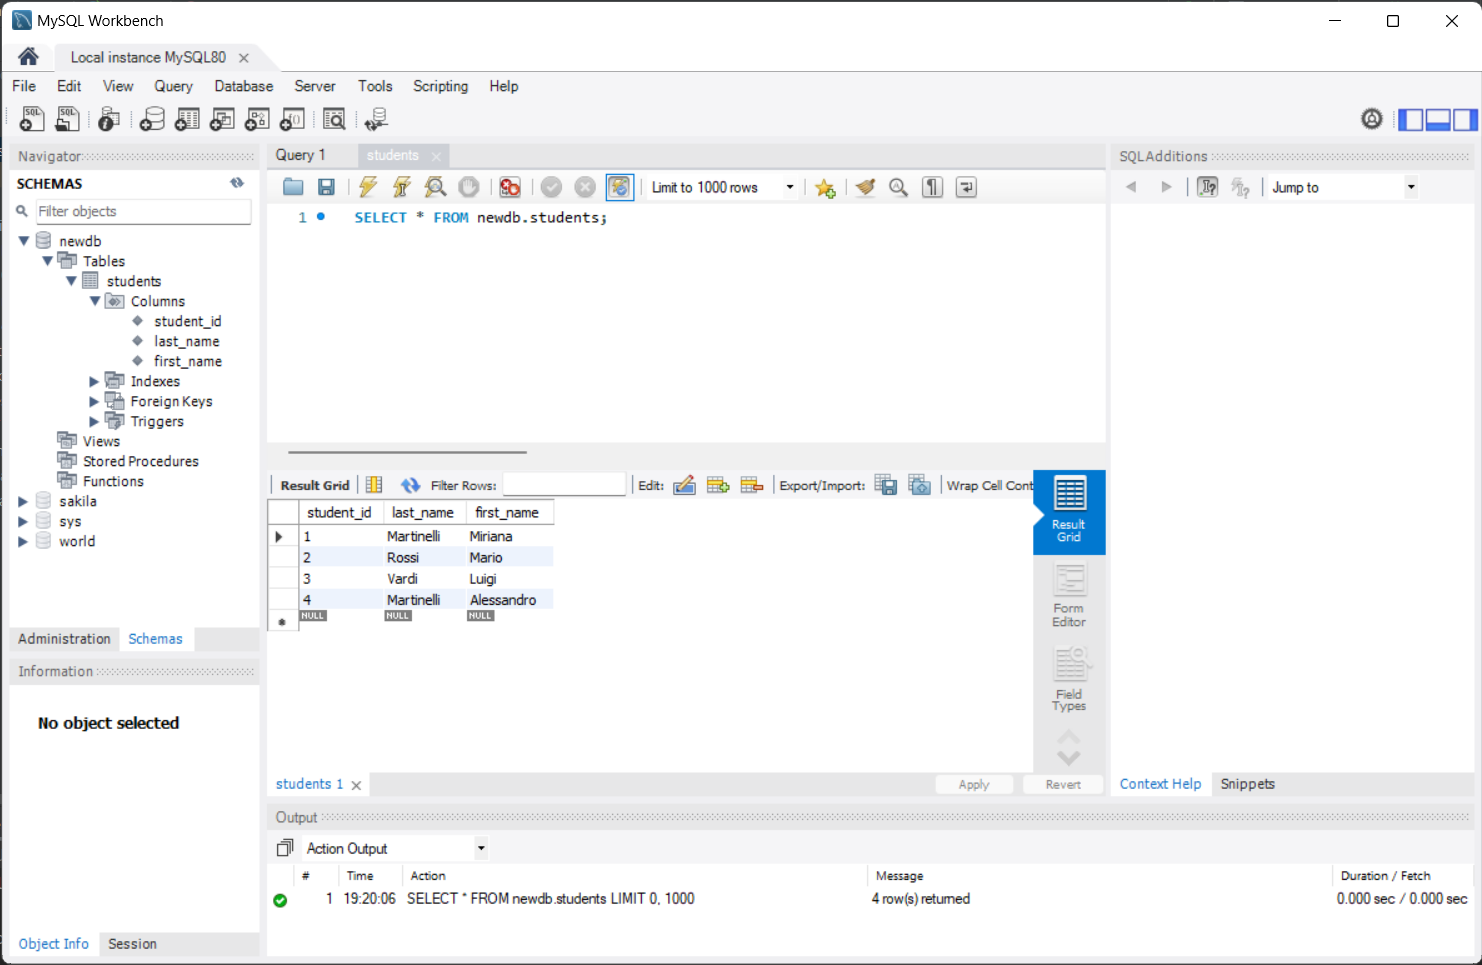 MySQL Workbench
Local instance MySQL80
File Edit View Query Database Server Tools Scripting Help
Navigator
SCHEMAS
Filter objects
newdb
Tables
students
Columns
student_id
last_name
first_name
Indexes
Foreign Keys
Triggers
Views
Stored Procedures
Functions
sakila
sys
world
Administration Schemas
Information
No object selected
Object Info Session
Query 1 students
Limit to 1000 rows
1 SELECT * FROM newdb.students;
Result Grid Filter Rows: Edit: Export/Import: Wrap Cell Cont
student_id last_name first_name
1 Martinelli Miriana
2 Rossi Mario
3 Vardi Luigi
4 Martinelli Alessandro
NULL NULL NULL
Result
Grid
Form
Editor
Field
Types
students 1 Apply Revert
SQLAdditions
Jump to
Context Help Snippets
Output
Action Output
# Time Action Message Duration / Fetch
1 19:20:06 SELECT * FROM newdb.students LIMIT 0, 1000 4 row(s) returned 0.000 sec / 0.000 sec